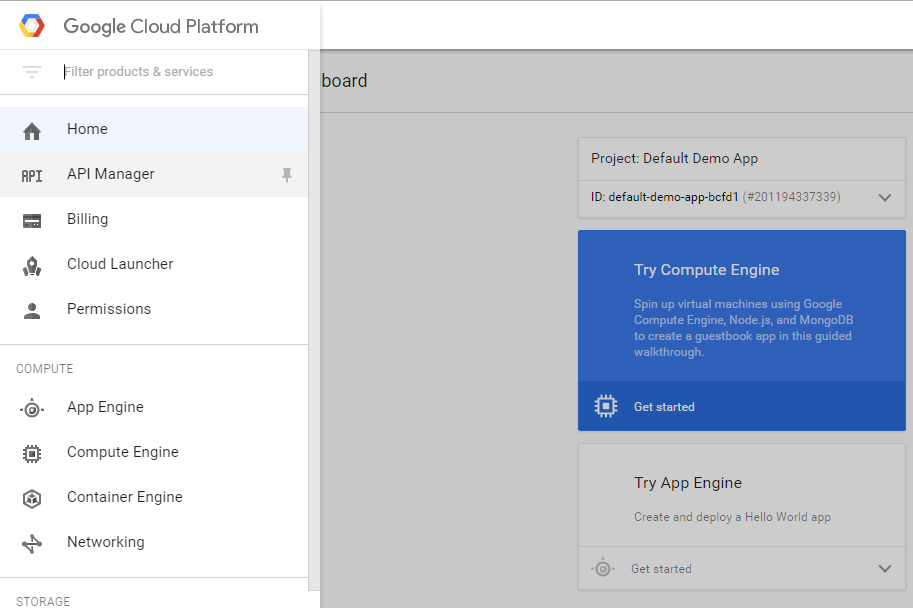 Google Cloud Platform
Filter products & services
Home
API API Manager
Billing
Cloud Launcher
Permissions
COMPUTE
App Engine
Compute Engine
Container Engine
Networking
STORAGE
board
Project: Default Demo App
ID: default-demo-app-bcfd1 (#201194337339)
Try Compute Engine
Spin up virtual machines using Google
Compute Engine, Node.js, and MongoDB
to create a guestbook app in this guided
walkthrough.
Get started
Try App Engine
Create and deploy a Hello World app
Get started